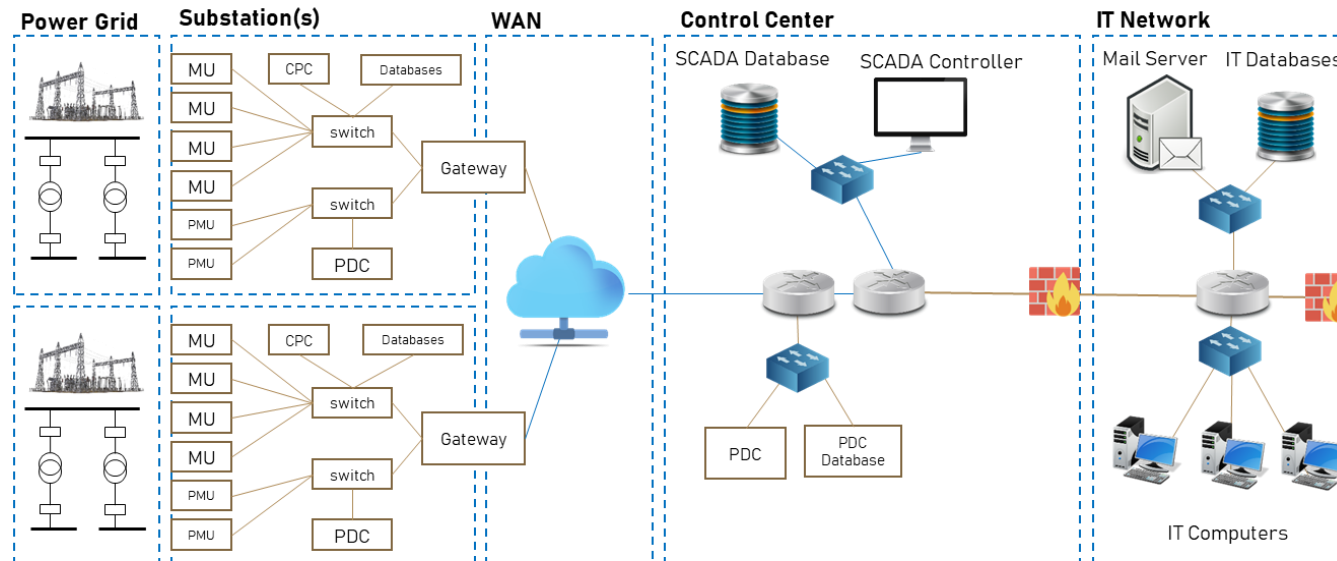 Power Grid
Substation(s)
WAN
Control Center
IT Network
MU
MU
MU
MU
PMU
PMU
CPC
Databases
switch
switch
PDC
Gateway
MU
MU
MU
MU
PMU
PMU
CPC
Databases
switch
switch
PDC
Gateway
SCADA Database
SCADA Controller
PDC
PDC
Database
Mail Server
IT Databases
IT Computers